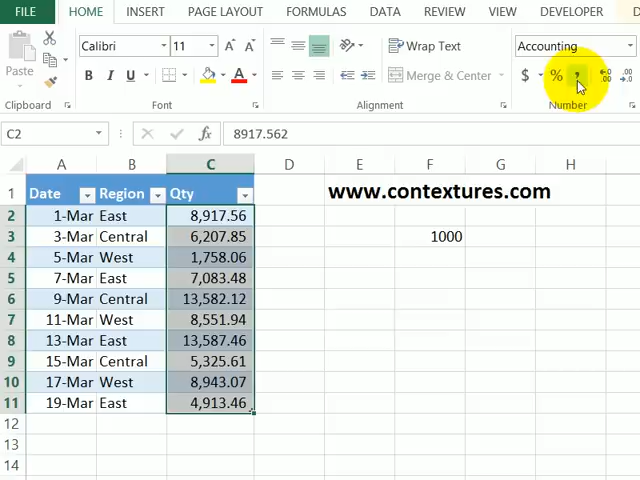 FILE HOME INSERT PAGE LAYOUT FORMULAS DATA REVIEW VIEW DEVELOPER
Calibri 11 A A Wrap Text Accounting
Paste B I U A Merge & Center $ % , .00 .00
Clipboard Font Alignment Number
C2 fx 8917.562
A B C D E F G H
1 Date Region Qty www.contextures.com
2 1-Mar East 8,917.56
3 3-Mar Central 6,207.85 1000
4 5-Mar West 1,758.06
5 7-Mar East 7,083.48
6 9-Mar Central 13,582.12
7 11-Mar West 8,551.94
8 13-Mar East 13,587.46
9 15-Mar Central 5,325.61
10 17-Mar West 8,943.07
11 19-Mar East 4,913.46
12
13
14